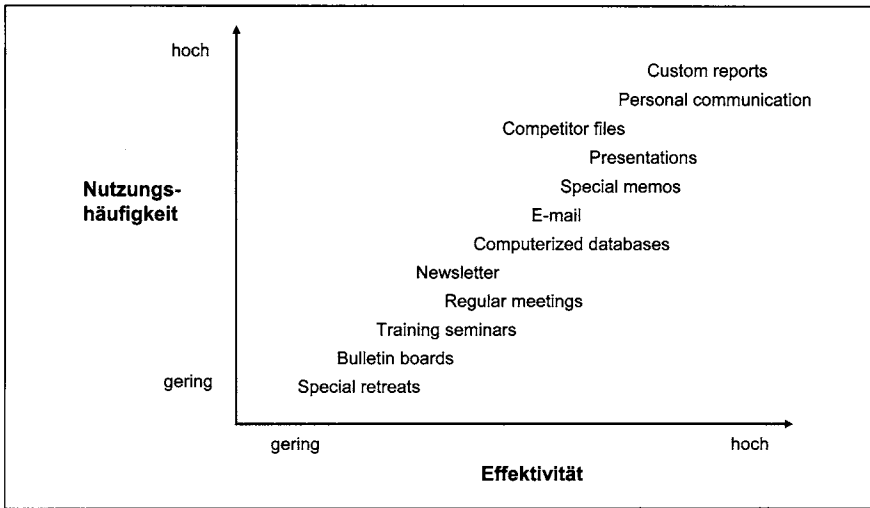 hoch
Custom reports
Personal communication
Competitor files
Presentations
Nutzungs-
häufigkeit
Special memos
E-mail
Computerized databases
Newsletter
Regular meetings
Training seminars
Bulletin boards
gering
Special retreats
gering
hoch
Effektivität